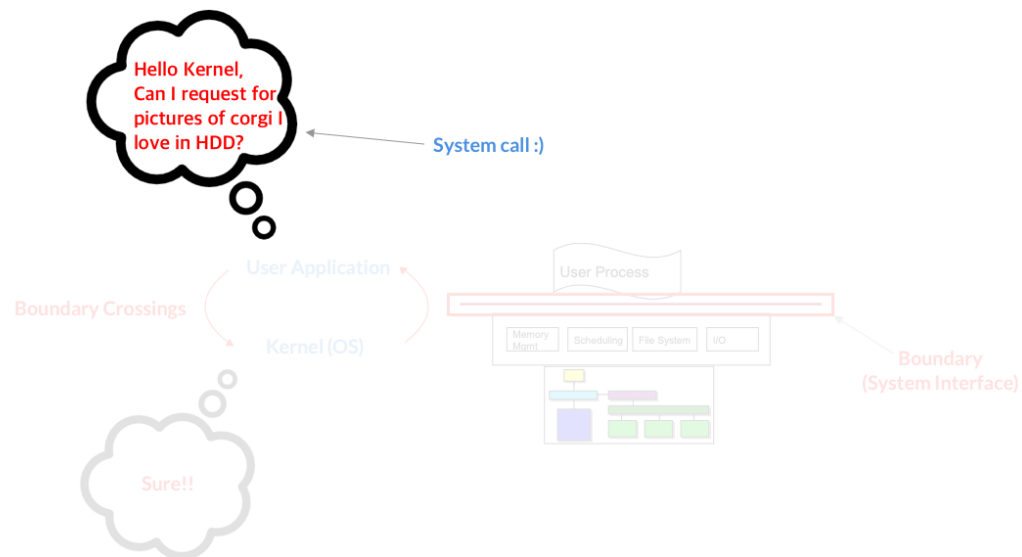 Hello Kernel,
Can I request for
pictures of corgi I
love in HDD?
System call :)
User Application
User Process
Boundary Crossings
Memory
Mgmt
Scheduling
File System
I/O
Kernel (OS)
Boundary
(System Interface)
Sure!!